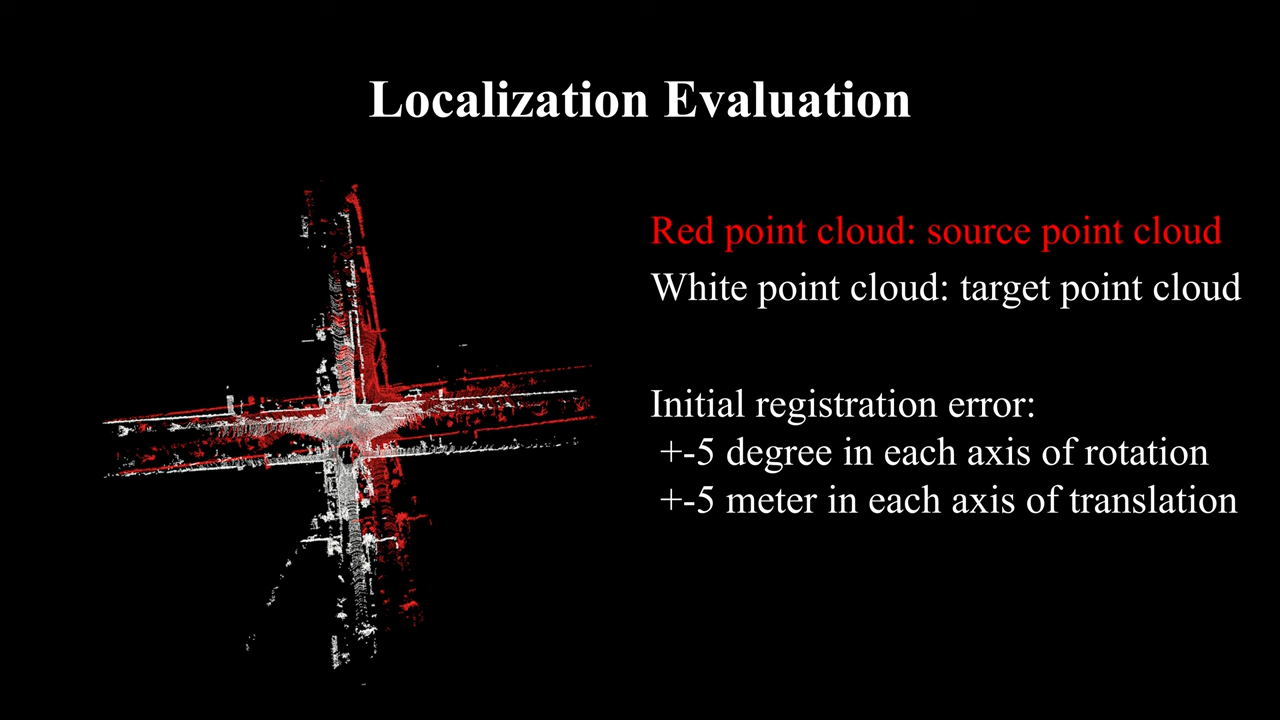 Localization Evaluation
Red point cloud: source point cloud
White point cloud: target point cloud
Initial registration error:
+-5 degree in each axis of rotation
+-5 meter in each axis of translation